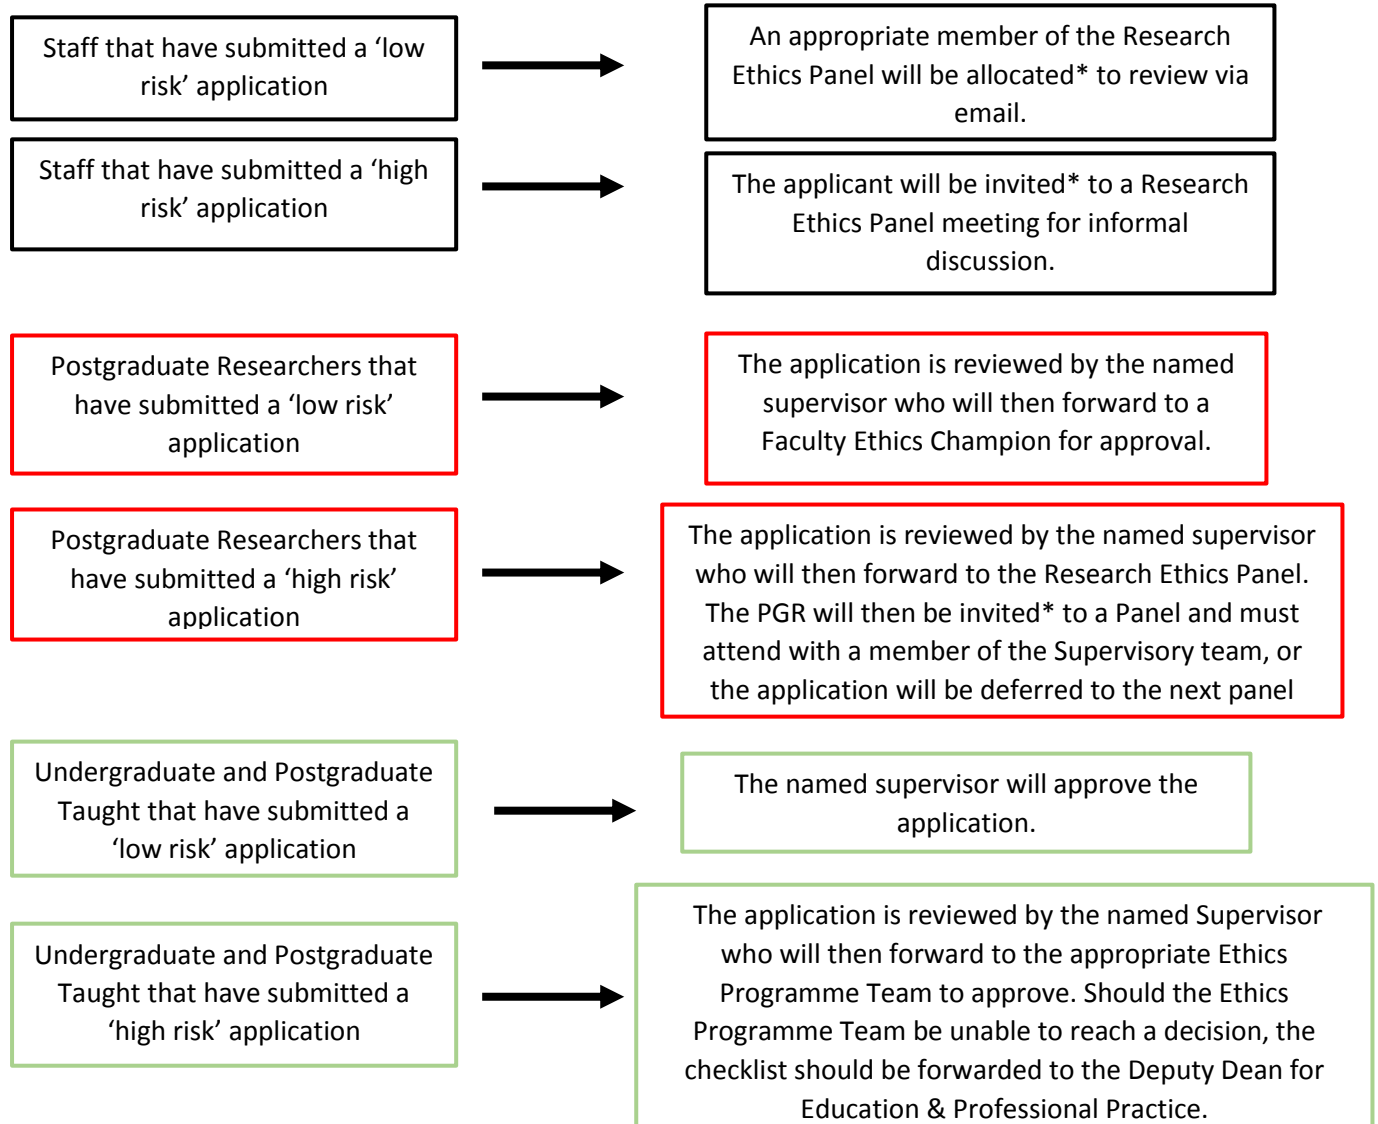 Staff that have submitted a ‘low
risk’ application
An appropriate member of the Research
Ethics Panel will be allocated* to review via
email.
Staff that have submitted a ‘high
risk’ application
The applicant will be invited* to a Research
Ethics Panel meeting for informal
discussion.
Postgraduate Researchers that
have submitted a ‘low risk’
application
The application is reviewed by the named
supervisor who will then forward to a
Faculty Ethics Champion for approval.
Postgraduate Researchers that
have submitted a ‘high risk’
application
The application is reviewed by the named supervisor
who will then forward to the Research Ethics Panel.
The PGR will then be invited* to a Panel and must
attend with a member of the Supervisory team, or
the application will be deferred to the next panel
Undergraduate and Postgraduate
Taught that have submitted a
‘low risk’ application
The named supervisor will approve the
application.
Undergraduate and Postgraduate
Taught that have submitted a
‘high risk’ application
The application is reviewed by the named Supervisor
who will then forward to the appropriate Ethics
Programme Team to approve. Should the Ethics
Programme Team be unable to reach a decision, the
checklist should be forwarded to the Deputy Dean for
Education & Professional Practice.